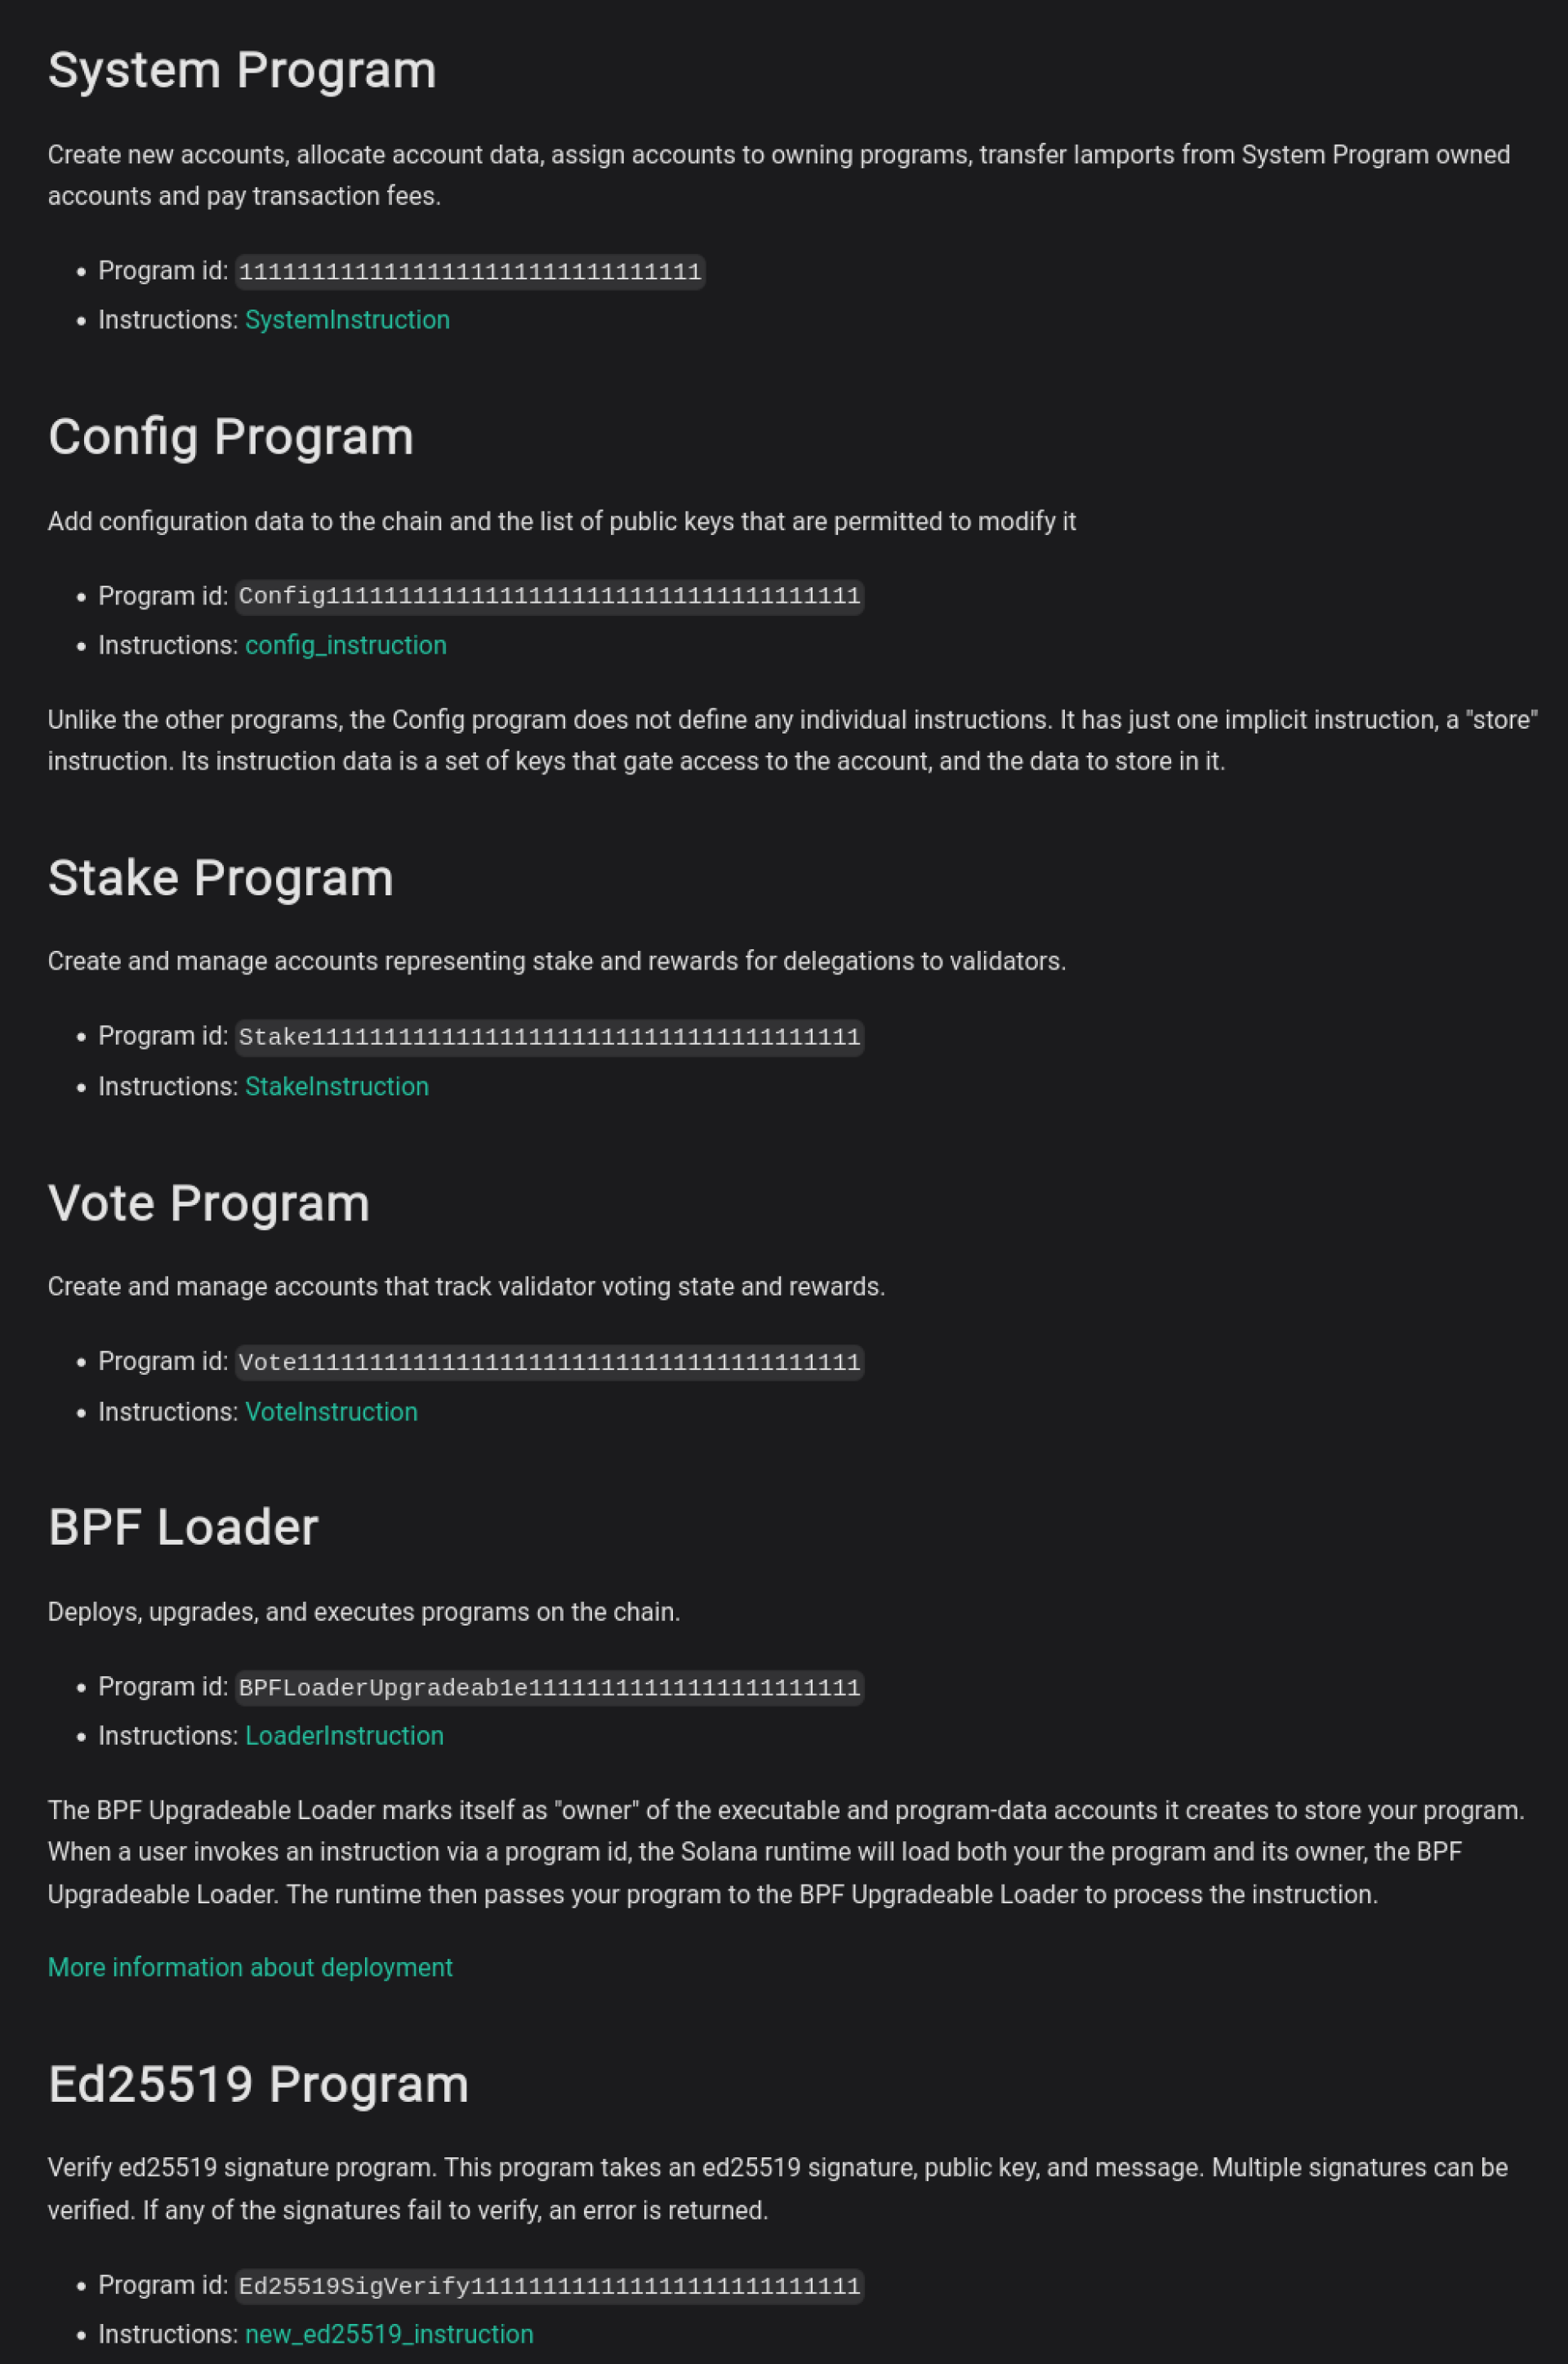 System Program
Create new accounts, allocate account data, assign accounts to owning programs, transfer lamports from System Program owned
accounts and pay transaction fees.
• Program id: 11111111111111111111111111111111
• Instructions: SystemInstruction
Config Program
Add configuration data to the chain and the list of public keys that are permitted to modify it
• Program id: Config1111111111111111111111111111111111111
• Instructions: config_instruction
Unlike the other programs, the Config program does not define any individual instructions. It has just one implicit instruction, a "store"
instruction. Its instruction data is a set of keys that gate access to the account, and the data to store in it.
Stake Program
Create and manage accounts representing stake and rewards for delegations to validators.
• Program id: Stake11111111111111111111111111111111111111
• Instructions: StakeInstruction
Vote Program
Create and manage accounts that track validator voting state and rewards.
• Program id: Vote111111111111111111111111111111111111111
• Instructions: VoteInstruction
BPF Loader
Deploys, upgrades, and executes programs on the chain.
• Program id: BPFLoaderUpgradeab1e11111111111111111111111
• Instructions: LoaderInstruction
The BPF Upgradeable Loader marks itself as "owner" of the executable and program-data accounts it creates to store your program.
When a user invokes an instruction via a program id, the Solana runtime will load both your the program and its owner, the BPF
Upgradeable Loader. The runtime then passes your program to the BPF Upgradeable Loader to process the instruction.
More information about deployment
Ed25519 Program
Verify ed25519 signature program. This program takes an ed25519 signature, public key, and message. Multiple signatures can be
verified. If any of the signatures fail to verify, an error is returned.
• Program id: Ed25519SigVerify111111111111111111111111111
• Instructions: new_ed25519_instruction